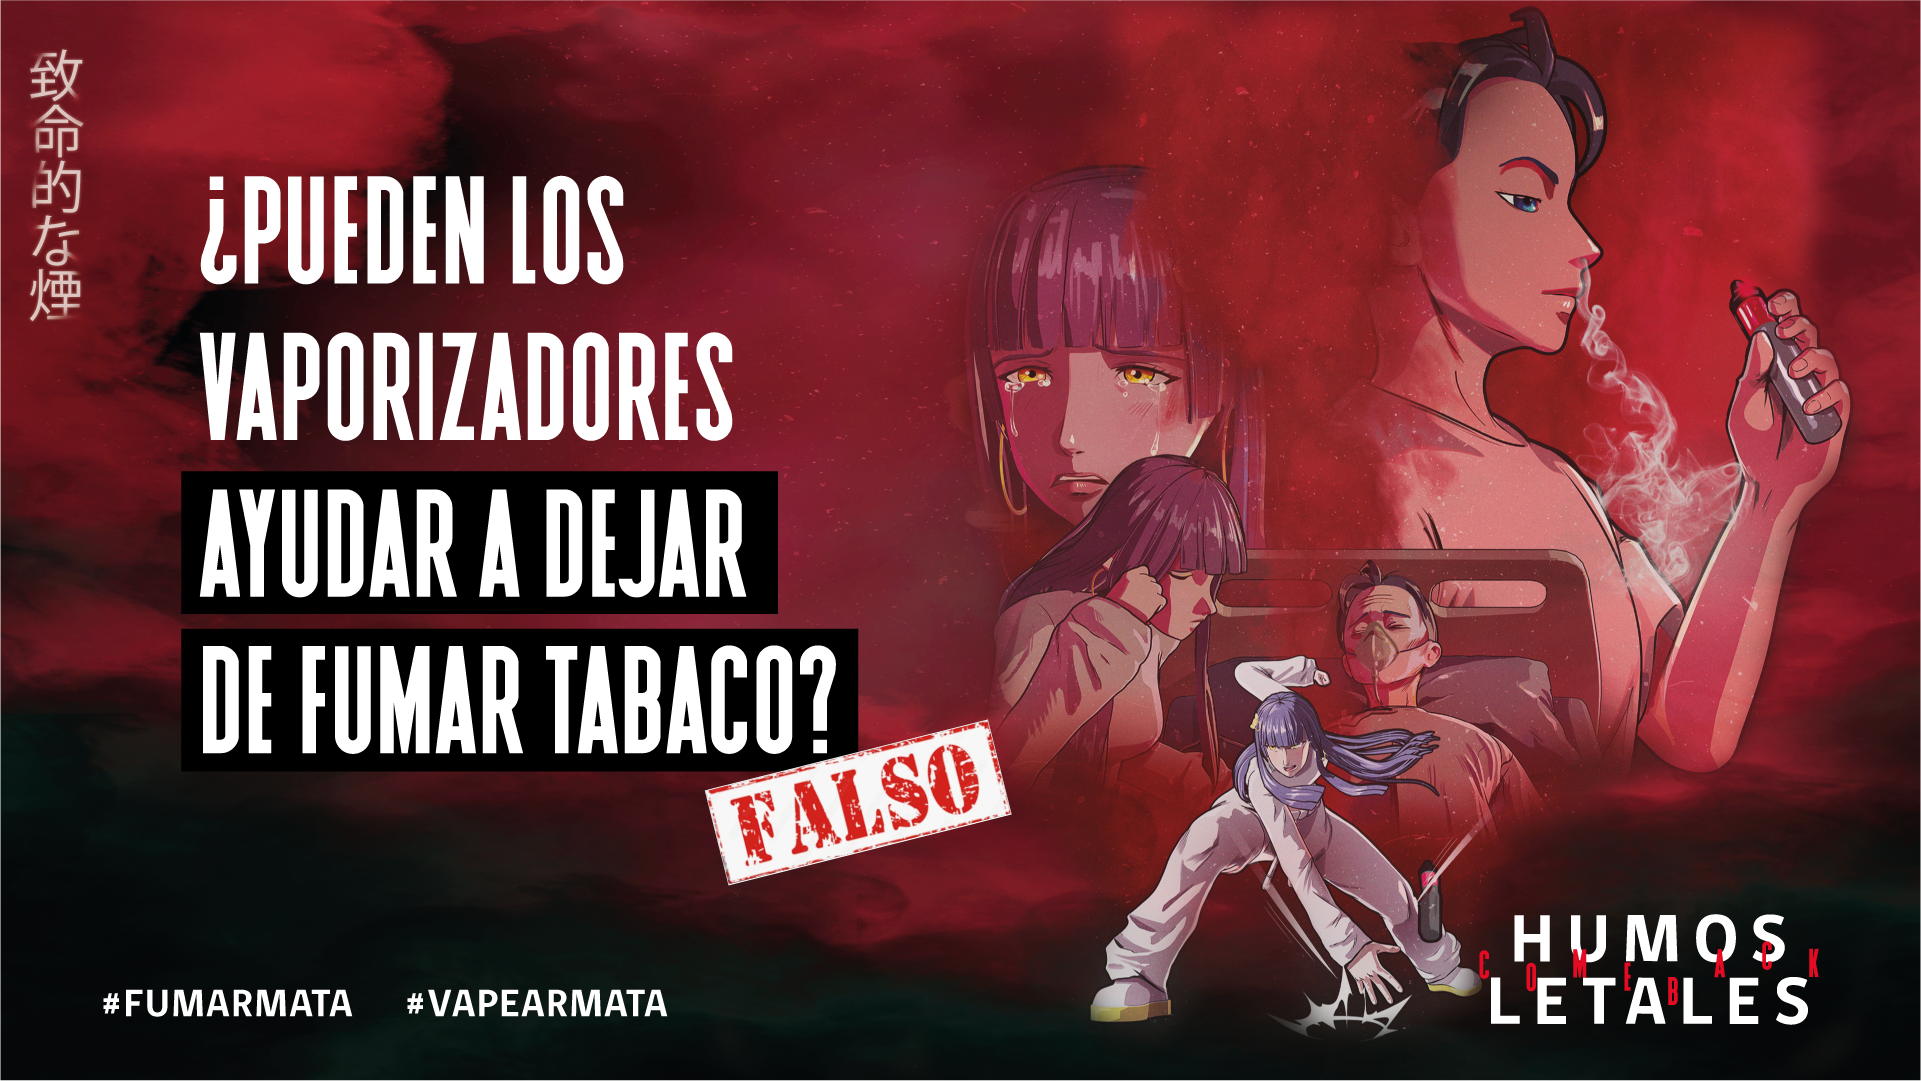 致命的な煙
¿PUEDEN LOS
VAPORIZADORES
AYUDAR A DEJAR
DE FUMAR TABACO?
FALSO
#FUMARMATA #VAPEARMATA
HUMOS
COMEBACK
LETALES